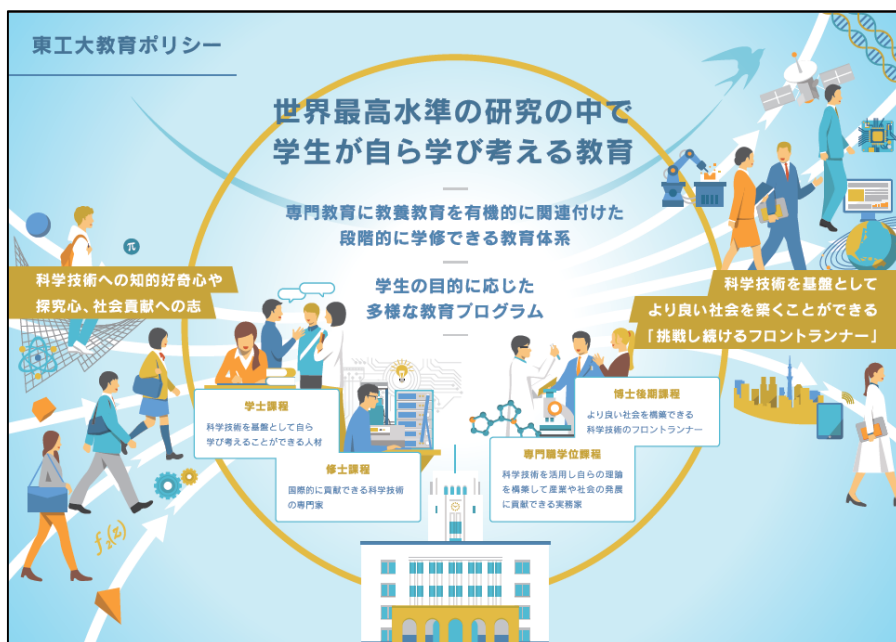 東工大教育ポリシー
世界最高水準の研究の中で
学生が自ら学び考える教育
専門教育に教養教育を有機的に関連付けた
段階的に学修できる教育体系
学生の目的に応じた
多様な教育プログラム
π
科学技術への知的好奇心や
探究心、社会貢献への志
科学技術を基盤として
より良い社会を築くことができる
「挑戦し続けるフロントランナー」
学士課程
科学技術を基盤として自ら
学び考えることができる人材
修士課程
国際的に貢献できる科学技術
の専門家
博士後期課程
より良い社会を構築できる
科学技術のフロントランナー
専門職学位課程
科学技術を活用し自らの理論
を構築して産業や社会の発展
に貢献できる実務家